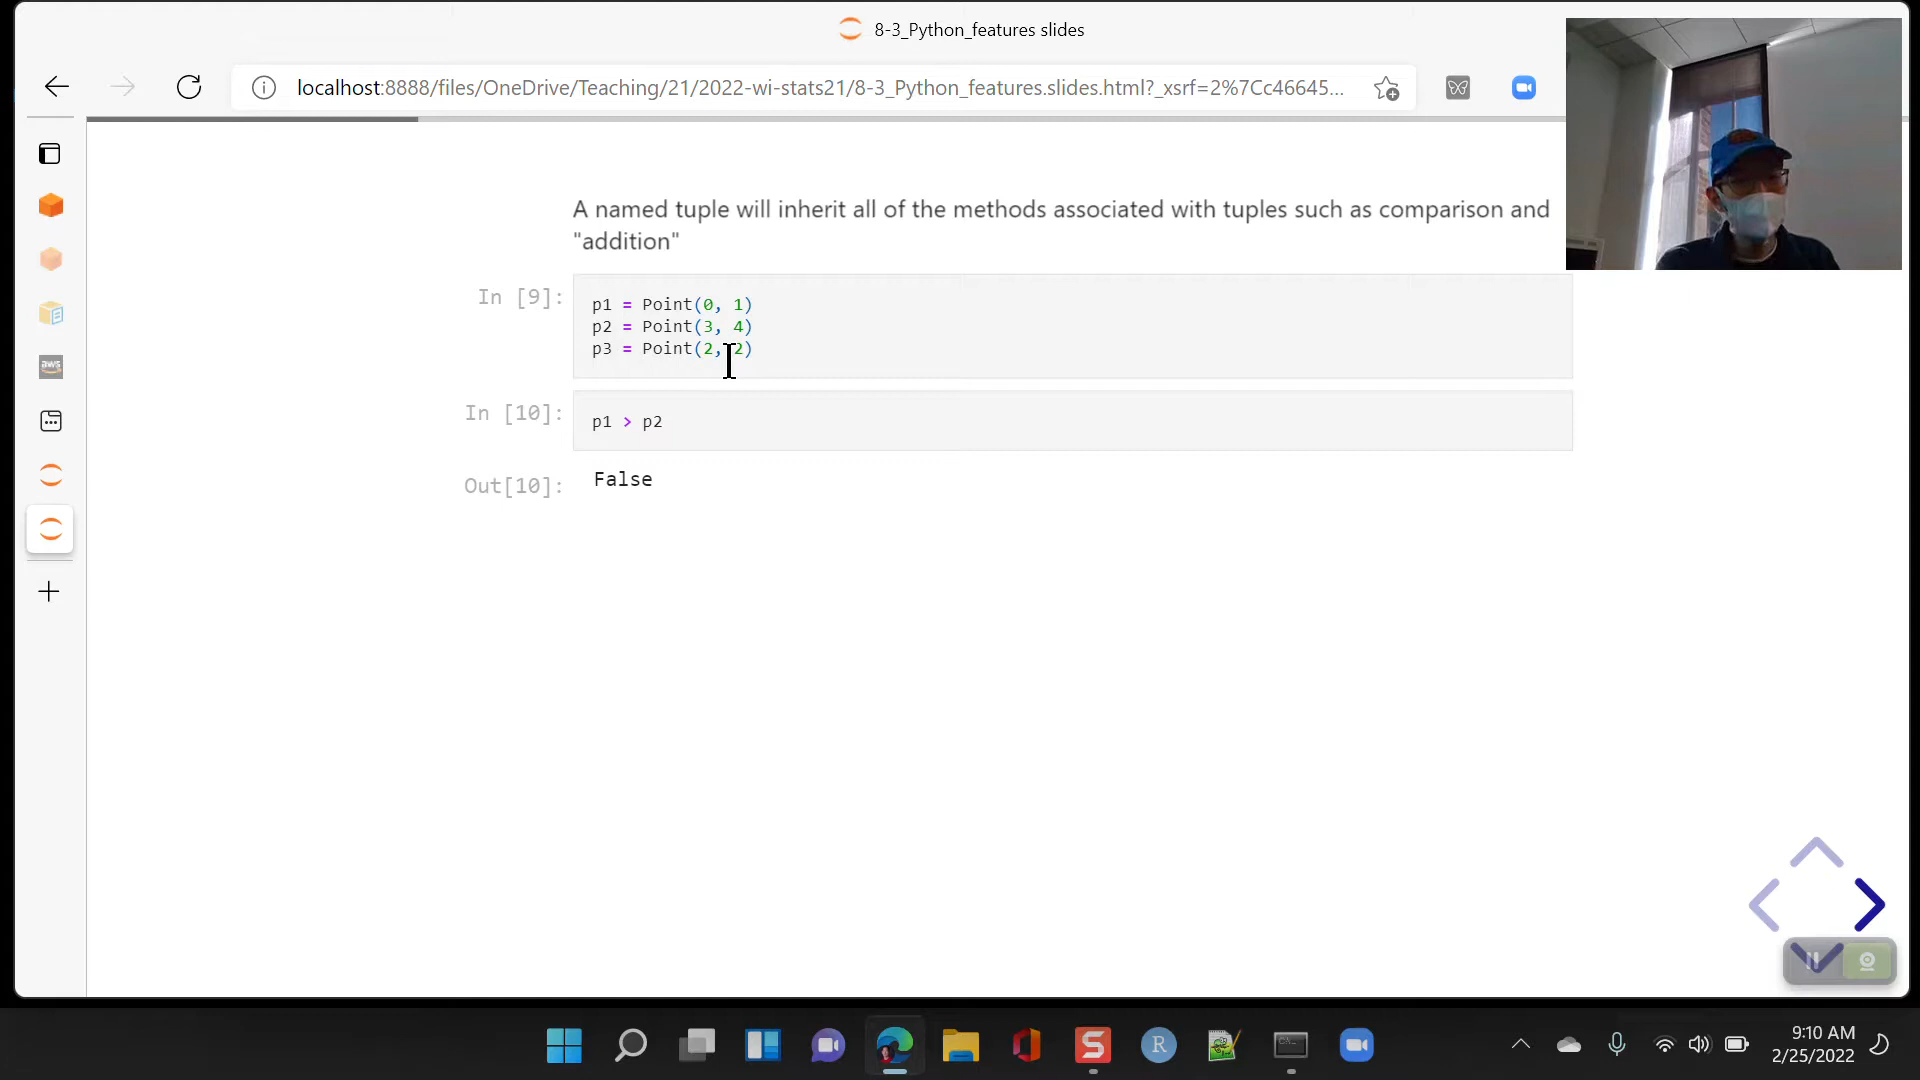 8-3_Python_features slides
localhost:8888/files/OneDrive/Teaching/21/2022-wi-stats21/8-3_Python_features.slides.html?_xsrf=2%7Cc46645...
A named tuple will inherit all of the methods associated with tuples such as comparison and
"addition"
In [9]:
p1 = Point(0, 1)
p2 = Point(3, 4)
p3 = Point(2, 2)
In [10]:
p1 > p2
Out[10]:
False
aws
S
R
9:10 AM
2/25/2022